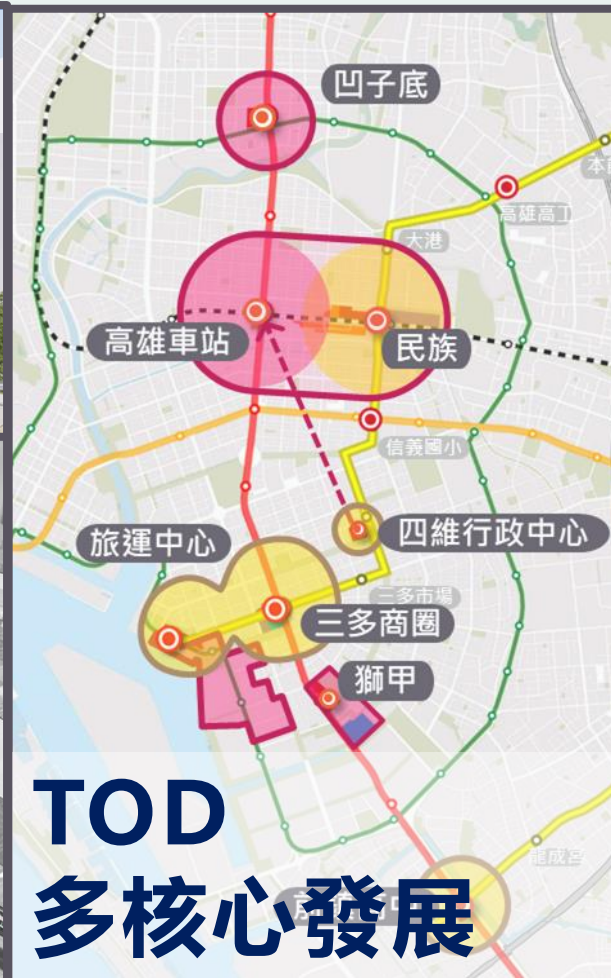 凹子底
高雄高工
大港
高雄車站
民族
信義國小
旅運中心
四維行政中心
三多市場
三多商圈
獅甲
TOD
龍成宮
多核心發展